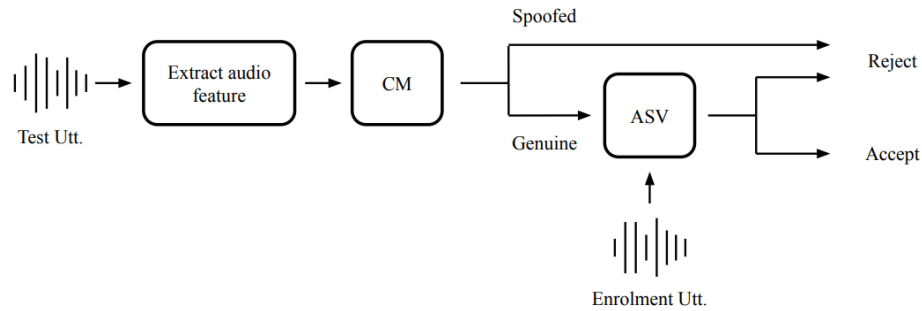 Spoofed
Extract audio
feature
CM
Reject
ASV
Test Utt.
Genuine
Accept
Enrolment Utt.